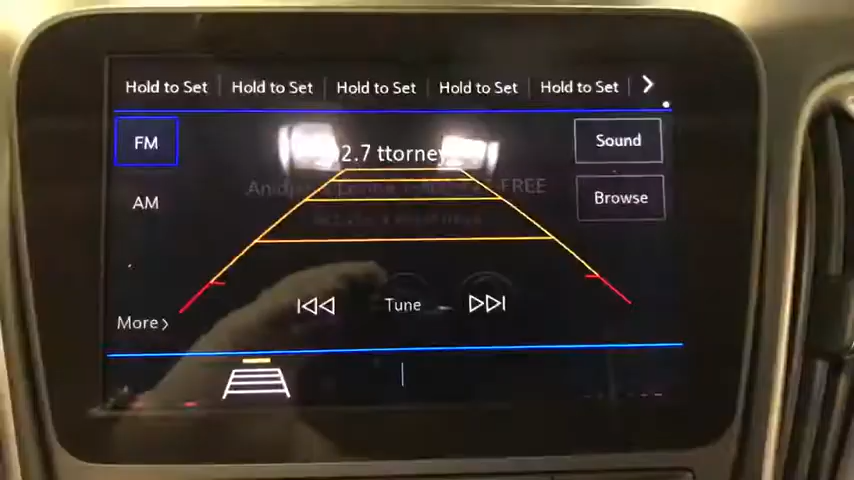 Hold to Set Hold to Set Hold to Set Hold to Set Hold to Set
FM
2.7 ttorney
Sound
-FREE
AM
Browse
More
Tune